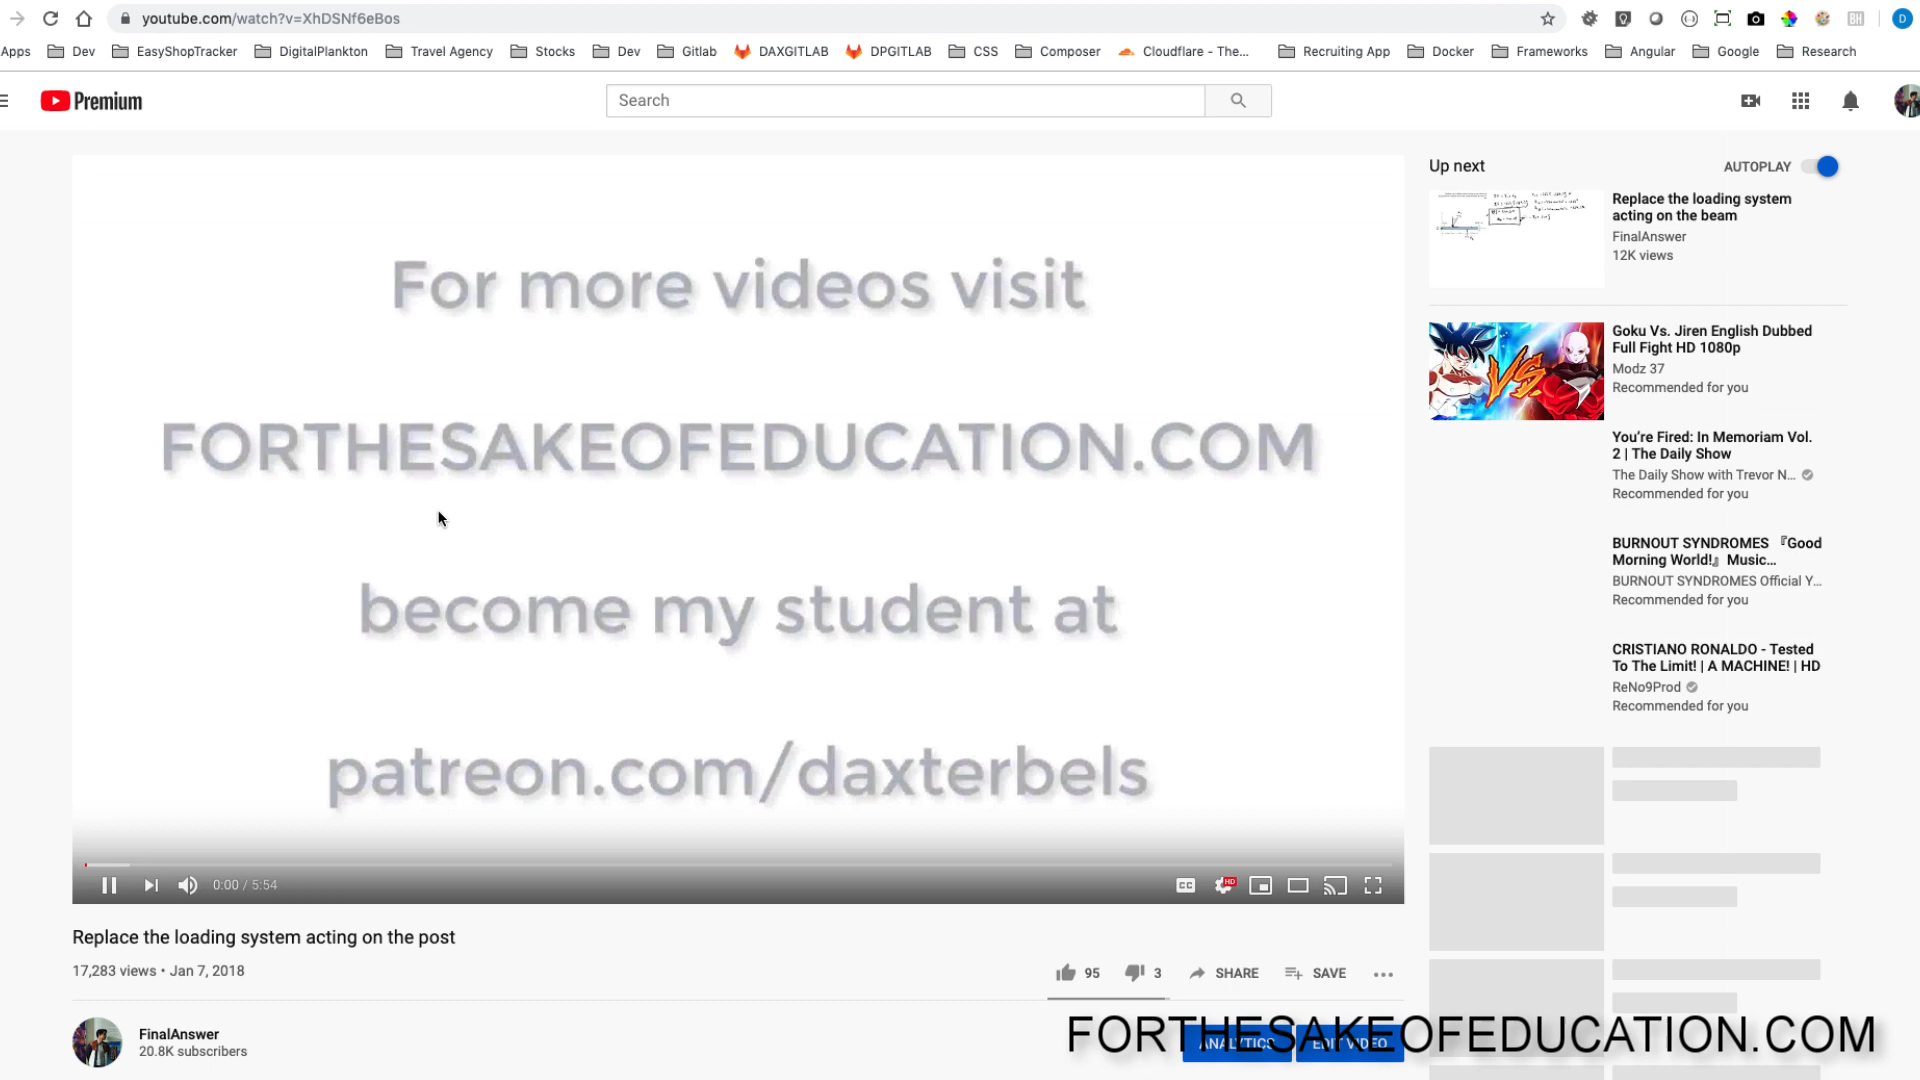 youtube.com/watch?v=XhDSNf6eBos
Apps Dev EasyShopTracker DigitalPlankton Travel Agency Stocks Dev Gitlab DAXGITLAB DPGITLAB CSS Composer Cloudflare - The... Recruiting App Docker Frameworks Angular Google Research
Premium
Search
For more videos visit
FORTHESAKEOFEDUCATION.COM
become my student at
patreon.com/daxterbels
0:00 / 5:54
CC
HD
Replace the loading system acting on the post
17,283 views • Jan 7, 2018
95 3 SHARE SAVE
FinalAnswer
20.8K subscribers
ANALYTICS EDIT VIDEO
Up next AUTOPLAY
Replace the loading system
acting on the beam
FinalAnswer
12K views
VS.
Goku Vs. Jiren English Dubbed
Full Fight HD 1080p
Modz 37
Recommended for you
You're Fired: In Memoriam Vol.
2 | The Daily Show
The Daily Show with Trevor N...
Recommended for you
BURNOUT SYNDROMES 『Good
Morning World!』 Music...
BURNOUT SYNDROMES Official Y...
Recommended for you
CRISTIANO RONALDO - Tested
To The Limit! | A MACHINE! | HD
ReNo9Prod
Recommended for you
FORTHESAKEOFEDUCATION.COM
D
BH